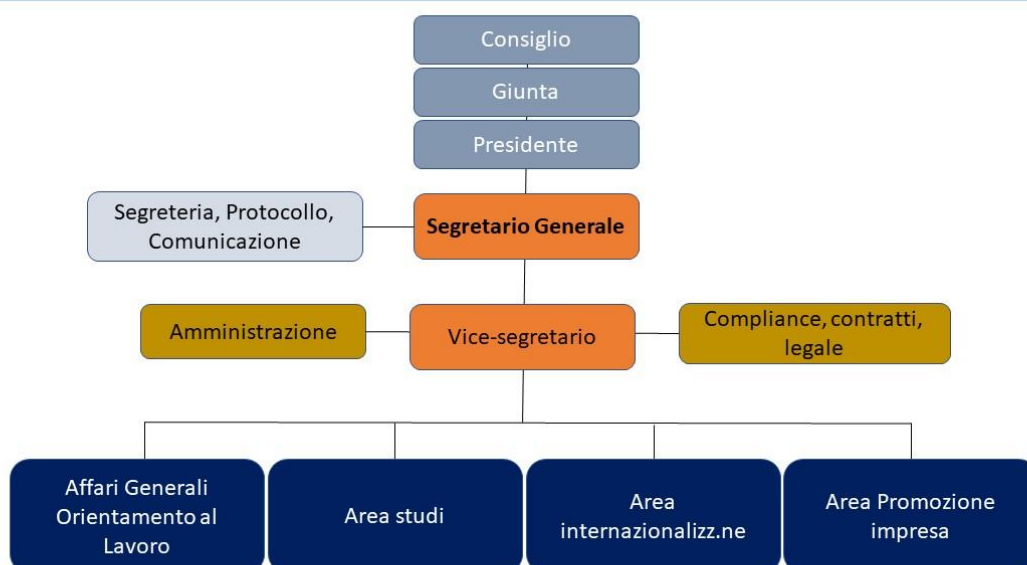 Consiglio
Giunta
Presidente
Segreteria, Protocollo,
Comunicazione
Segretario Generale
Amministrazione
Vice-segretario
Compliance, contratti,
legale
Affari Generali
Orientamento al
Lavoro
Area studi
Area
internazionalizz.ne
Area Promozione
impresa